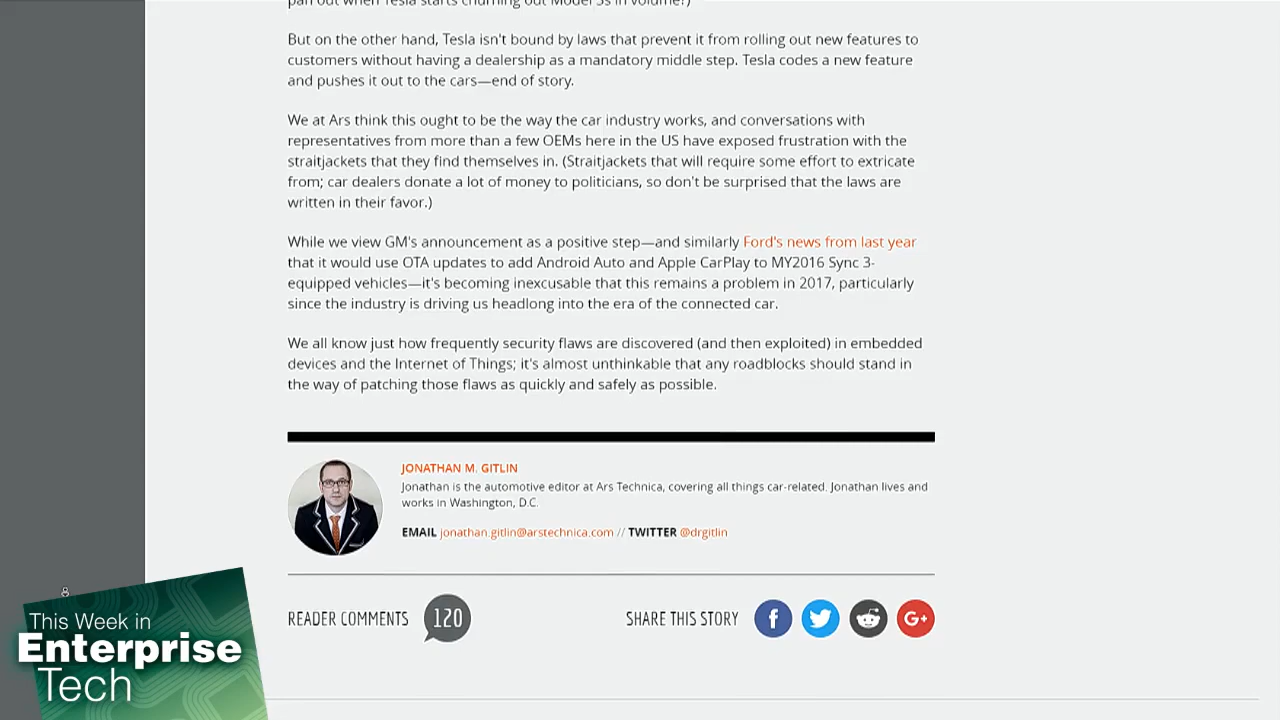 pan out when Tesla starts churning out Model 3s in volume?)
But on the other hand, Tesla isn't bound by laws that prevent it from rolling out new features to
customers without having a dealership as a mandatory middle step. Tesla codes a new feature
and pushes it out to the cars—end of story.
We at Ars think this ought to be the way the car industry works, and conversations with
representatives from more than a few OEMs here in the US have exposed frustration with the
straitjackets that they find themselves in. (Straitjackets that will require some effort to extricate
from; car dealers donate a lot of money to politicians, so don't be surprised that the laws are
written in their favor.)
While we view GM's announcement as a positive step—and similarly Ford's news from last year
that it would use OTA updates to add Android Auto and Apple CarPlay to MY2016 Sync 3-
equipped vehicles—it's becoming inexcusable that this remains a problem in 2017, particularly
since the industry is driving us headlong into the era of the connected car.
We all know just how frequently security flaws are discovered (and then exploited) in embedded
devices and the Internet of Things; it's almost unthinkable that any roadblocks should stand in
the way of patching those flaws as quickly and safely as possible.
JONATHAN M. GITLIN
Jonathan is the automotive editor at Ars Technica, covering all things car-related. Jonathan lives and
works in Washington, D.C.
EMAIL jonathan.gitlin@arstechnica.com // TWITTER @drgitlin
READER COMMENTS 120
SHARE THIS STORY f G+
This Week in
Enterprise
Tech